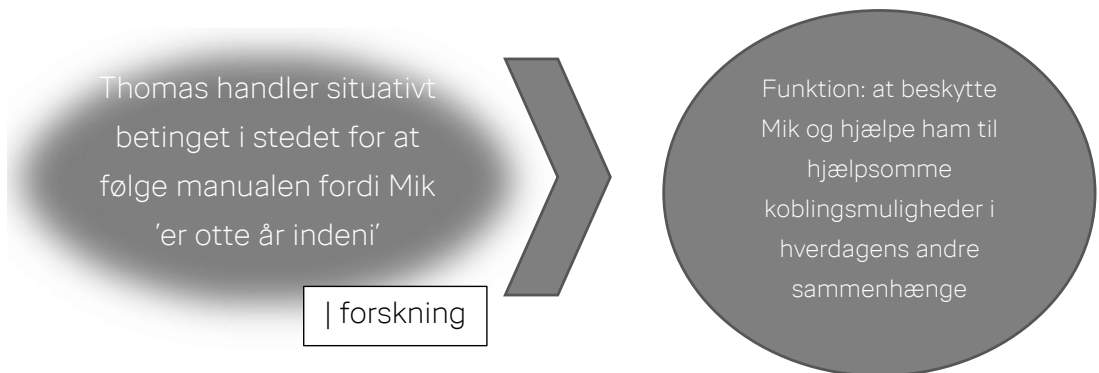 Thomas handler situativt
betinget i stedet for at
følge manualen fordi Mik
’er otte år indeni’
| forskning
Funktion: at beskytte
Mik og hjælpe ham til
hjælpsomme
koblingsmuligheder i
hverdagens andre
sammenhænge